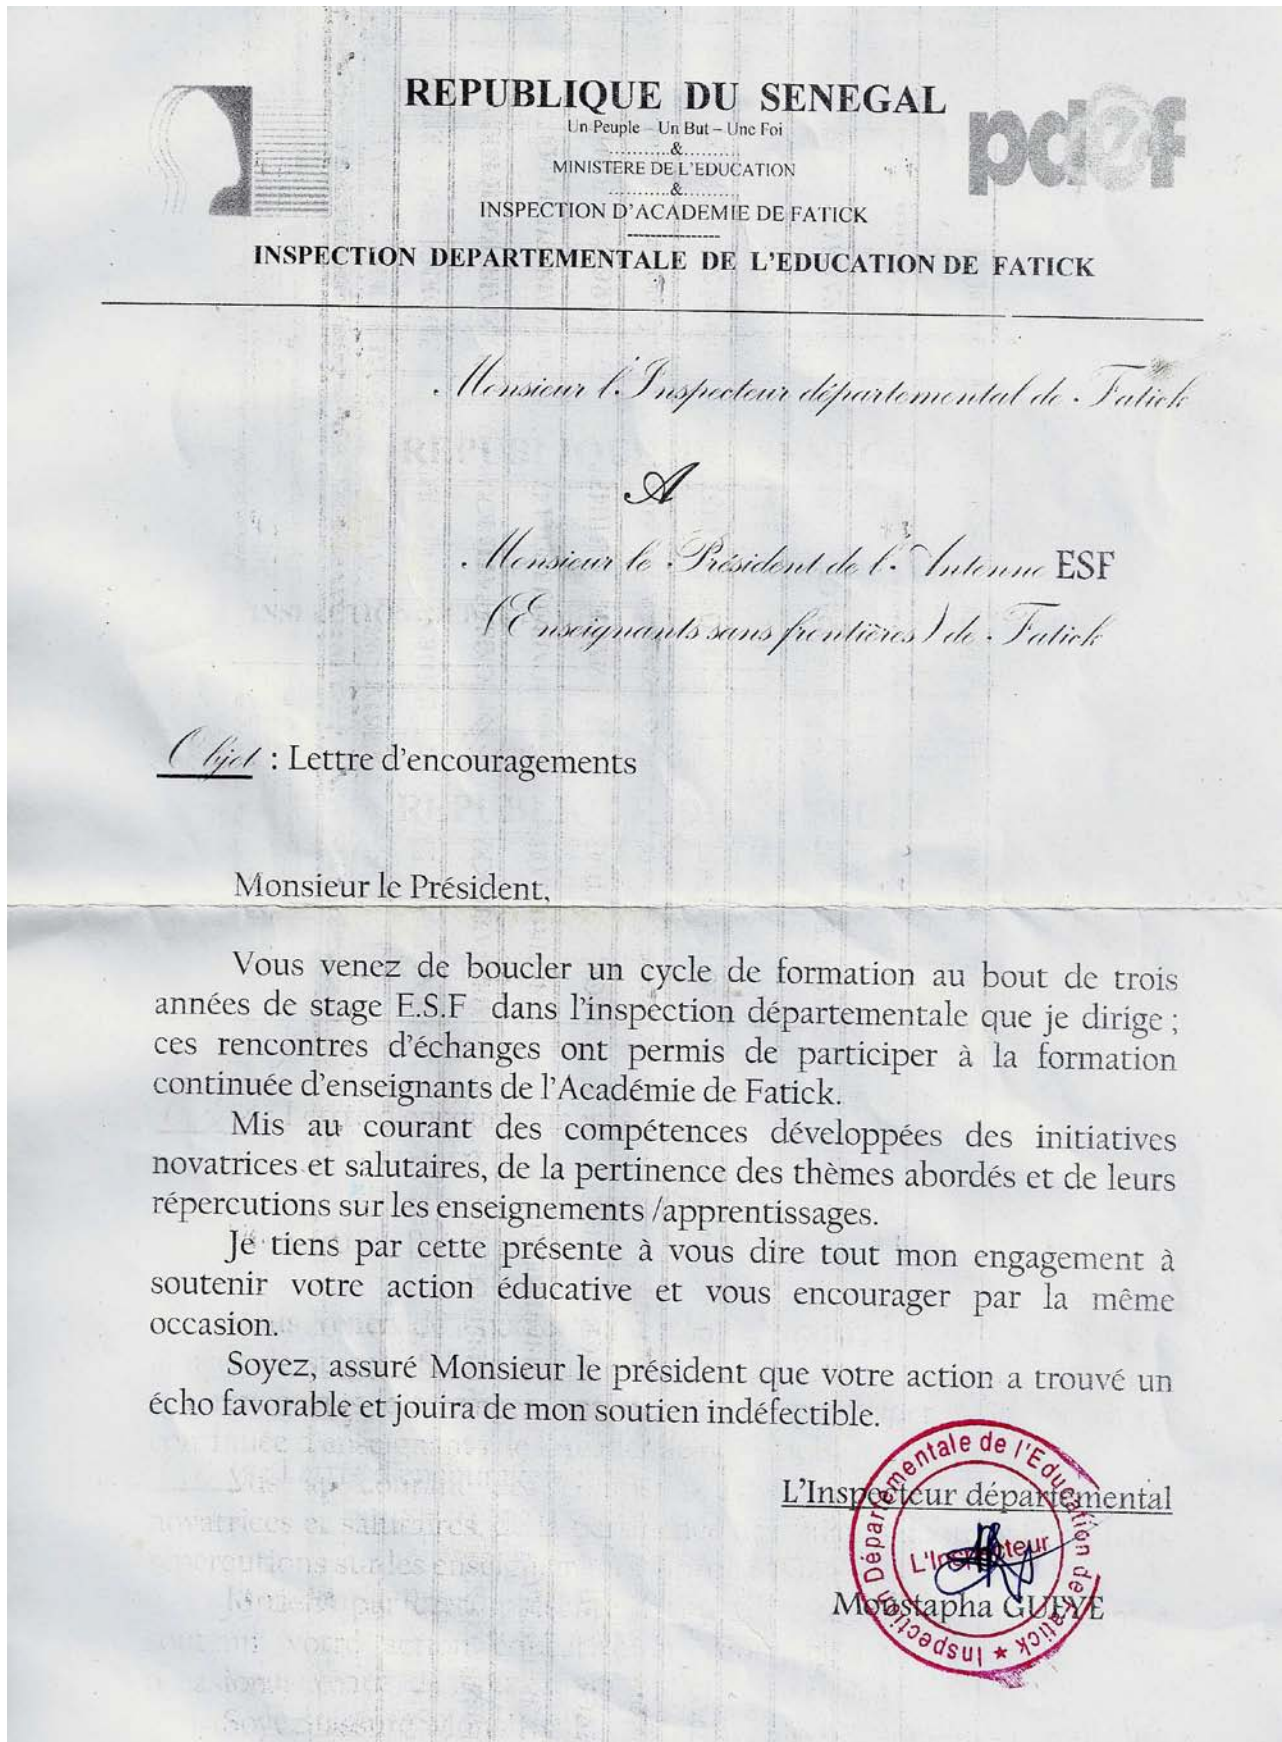 REPUBLIQUE DU SENEGAL
Un Peuple – Un But – Une Foi
...........&...........
MINISTERE DE L'EDUCATION
...........&...........
INSPECTION D'ACADEMIE DE FATICK
-----------------
INSPECTION DEPARTEMENTALE DE L'EDUCATION DE FATICK
pdef
Monsieur l'Inspecteur départemental de Fatick
A
Monsieur le Président de l'Antenne ESF
(Enseignants sans frontières) de Fatick
Objet : Lettre d'encouragements
Monsieur le Président,
Vous venez de boucler un cycle de formation au bout de trois
années de stage E.S.F dans l'inspection départementale que je dirige ;
ces rencontres d'échanges ont permis de participer à la formation
continuée d'enseignants de l'Académie de Fatick.
Mis au courant des compétences développées des initiatives
novatrices et salutaires, de la pertinence des thèmes abordés et de leurs
répercutions sur les enseignements /apprentissages.
Je tiens par cette présente à vous dire tout mon engagement à
soutenir votre action éducative et vous encourager par la même
occasion.
Soyez, assuré Monsieur le président que votre action a trouvé un
écho favorable et jouira de mon soutien indéfectible.
L'Inspecteur départemental
Inspection Départementale de l'Education de Fatick ★
L'Inspecteur
Moustapha GUEYE